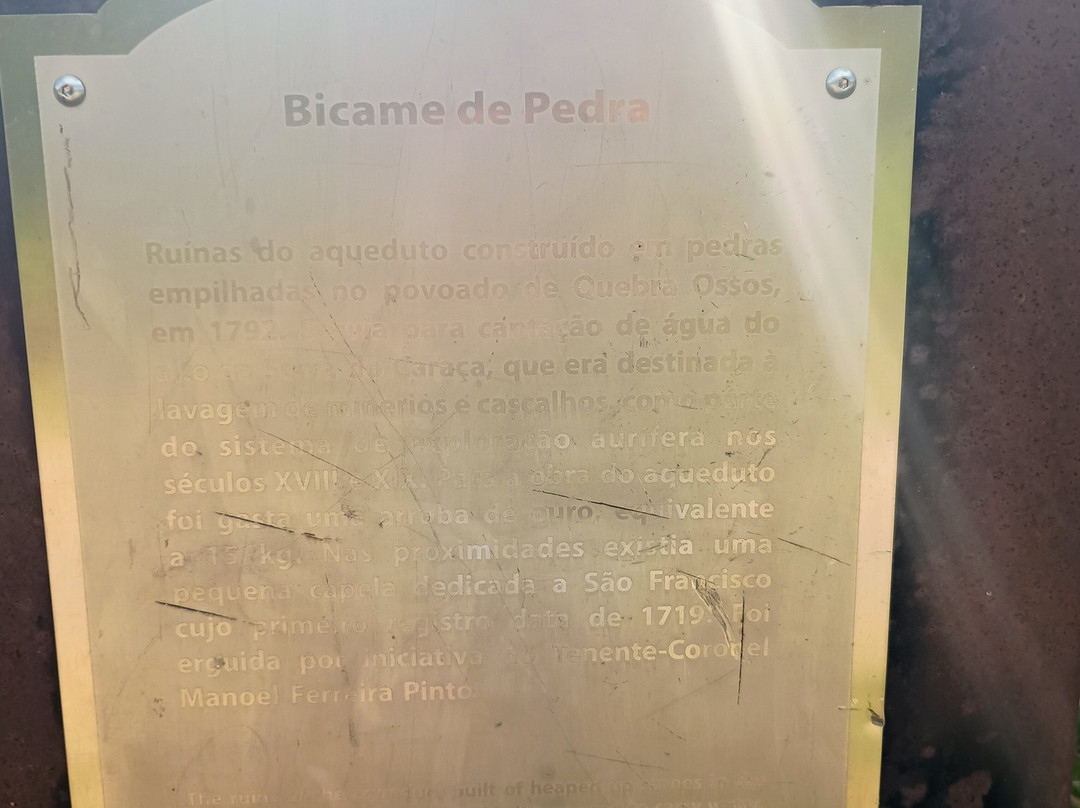 Bicame de Pedra
Ruínas do aqueduto construído em pedras
empilhadas no povoado de Quebra Ossos,
em 1792. para captação de água do
Caraça, que era destinada à
lavagem de minérios e cascalhos, como parte
do sistema de exploração aurífera nos
séculos XVIII e XIX. Para a obra do aqueduto
foi gasta uma arroba de ouro, equivalente
a 15 kg. Nas proximidades existia uma
pequena capela dedicada a São Francisco
cujo primeiro registro data de 1719. Foi
erguida por iniciativa do Tenente-Coronel
Manoel Ferreira Pinto.
The built of heaped up